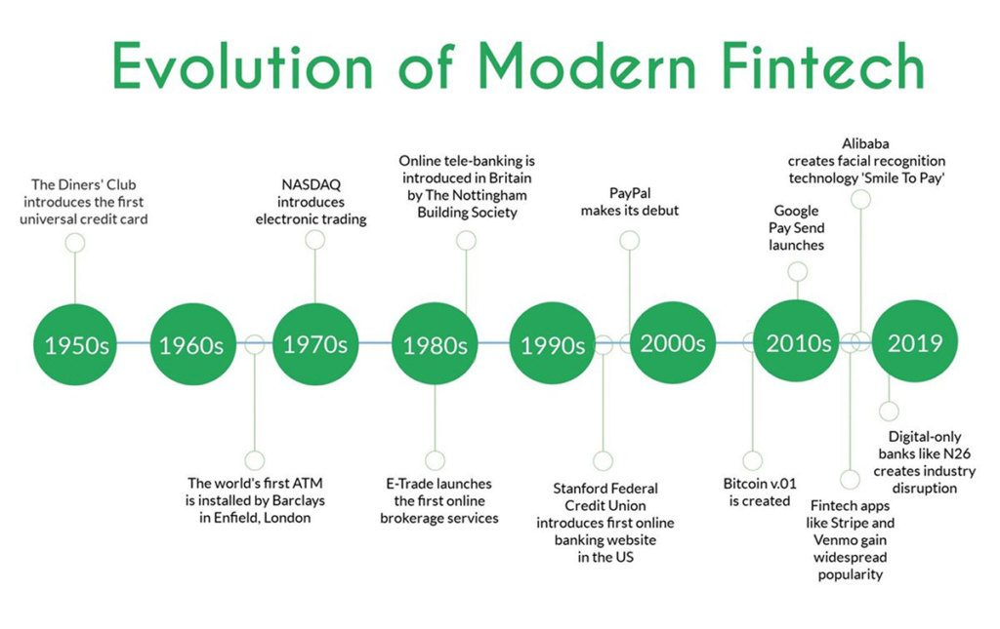 Evolution of Modern Fintech
The Diners' Club
introduces the first
universal credit card
NASDAQ
introduces
electronic trading
Online tele-banking is
introduced in Britain
by The Nottingham
Building Society
PayPal
makes its debut
Google
Pay Send
launches
Alibaba
creates facial recognition
technology 'Smile To Pay'
1950s
1960s
1970s
1980s
1990s
2000s
2010s
2019
The world's first ATM
is installed by Barclays
in Enfield, London
E-Trade launches
the first online
brokerage services
Stanford Federal
Credit Union
introduces first online
banking website
in the US
Bitcoin v.01
is created
Fintech apps
like Stripe and
Venmo gain
widespread
popularity
Digital-only
banks like N26
creates industry
disruption